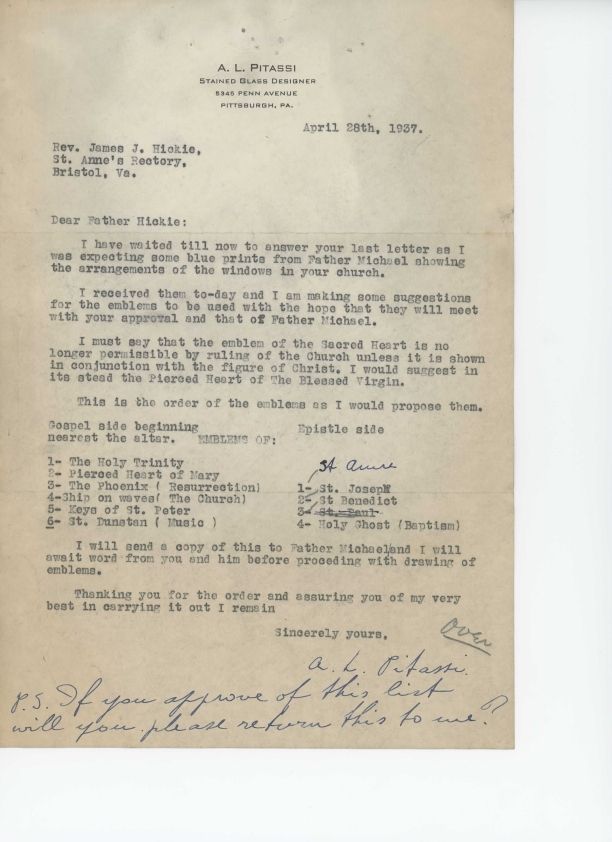 A. L. PITASSI
STAINED GLASS DESIGNER
5345 PENN AVENUE
PITTSBURGH, PA.
April 28th, 1937.
Rev. James J. Hickie,
St. Anne's Rectory,
Bristol, Va.
Dear Father Hickie:
I have waited till now to answer your last letter as I
was expecting some blue prints from Father Michael showing
the arrangements of the windows in your church.
I received them to-day and I am making some suggestions
for the emblems to be used with the hope that they will meet
with your approval and that of Father Michael.
I must say that the emblem of the Sacred Heart is no
longer permissible by ruling of the Church unless it is shown
in conjunction with the figure of Christ. I would suggest in
its stead the Pierced Heart of The Blessed Virgin.
This is the order of the emblems as I would propose them.
Gospel side beginning Epistle side
nearest the altar. EMBLEMS OF:
St Anne
1- The Holy Trinity
2- Pierced Heart of Mary
3- The Phoenix ( Resurrection)
4-Ship on waves( The Church)
5- Keys of St. Peter
6- St. Dunstan ( Music )
1- St. Joseph
2- St Benedict
3- St. Paul
4- Holy Ghost (Baptism)
I will send a copy of this to Father Michael and I will
await word from you and him before proceding with drawing of
emblems.
Thanking you for the order and assuring you of my very
best in carrying it out I remain
Sincerely yours,
Over
A. L. Pitassi.
P.S. If you approve of this list
will you please return this to me?